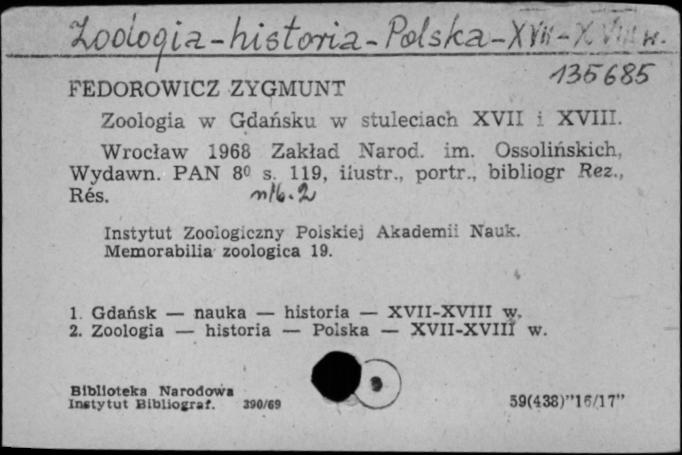 Zoologia - historia - Polska - XVII - XVIII w.
135685
FEDOROWICZ ZYGMUNT
Zoologia w Gdańsku w stuleciach XVII i XVIII.
Wrocław 1968 Zakład Narod. im. Ossolińskich,
Wydawn. PAN 8⁰ s. 119, ilustr., portr., bibliogr Rez.,
Rés.
Instytut Zoologiczny Polskiej Akademii Nauk.
Memorabilia zoologica 19.
1. Gdańsk — nauka — historia — XVII-XVIII w.
2. Zoologia — historia — Polska — XVII-XVIII w.
Biblioteka Narodowa
Instytut Bibliograf. 390/69
59(438)"16/17"